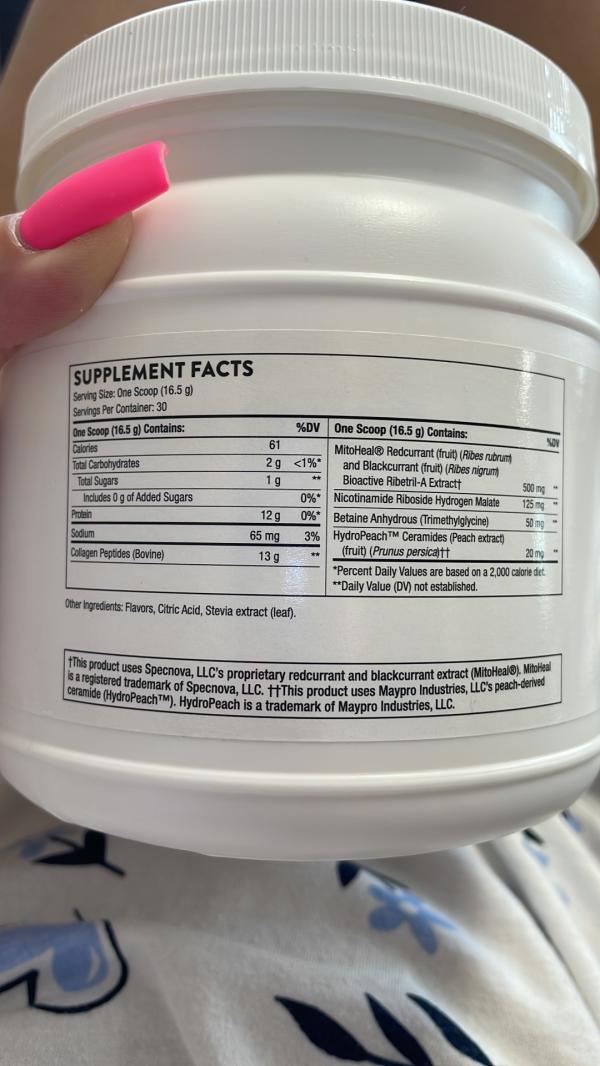 SUPPLEMENT FACTS
Serving Size: One Scoop (16.5 g)
Servings Per Container: 30
One Scoop (16.5 g) Contains: %DV
Calories 61
Total Carbohydrates 2 g <1%*
Total Sugars 1 g **
Includes 0 g of Added Sugars 0%*
Protein 12 g 0%*
Sodium 65 mg 3%
Collagen Peptides (Bovine) 13 g **
One Scoop (16.5 g) Contains: %DV
MitoHeal® Redcurrant (fruit) (Ribes rubrum)
and Blackcurrant (fruit) (Ribes nigrum)
Bioactive Ribetril-A Extract† 500 mg **
Nicotinamide Riboside Hydrogen Malate 125 mg **
Betaine Anhydrous (Trimethylglycine) 50 mg **
HydroPeach™ Ceramides (Peach extract)
(fruit) (Prunus persica)†† 20 mg **
*Percent Daily Values are based on a 2,000 calorie diet.
**Daily Value (DV) not established.
Other Ingredients: Flavors, Citric Acid, Stevia extract (leaf).
†This product uses Specnova, LLC's proprietary redcurrant and blackcurrant extract (MitoHeal®). MitoHeal
is a registered trademark of Specnova, LLC. ††This product uses Maypro Industries, LLC's peach-derived
ceramide (HydroPeach™). HydroPeach is a trademark of Maypro Industries, LLC.